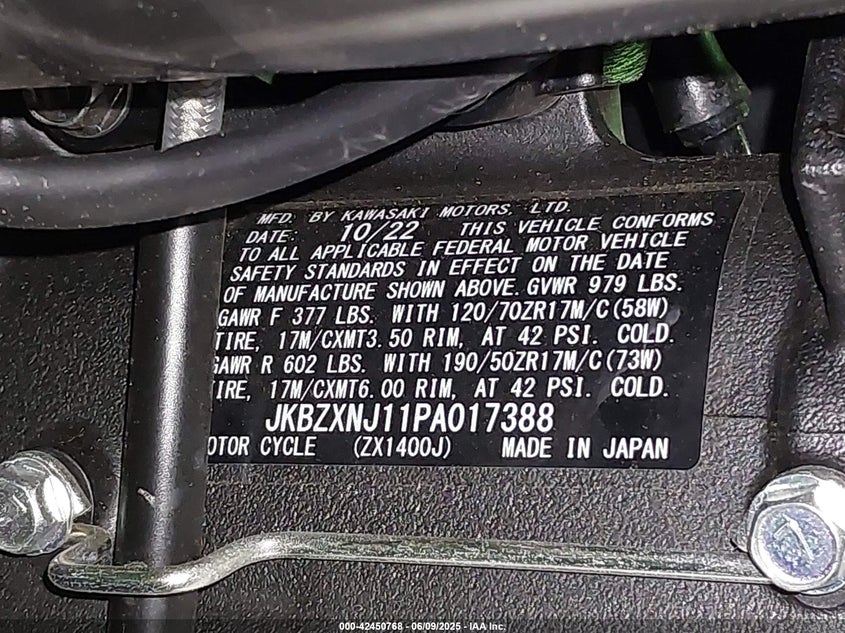 MFD. BY KAWASAKI MOTORS, LTD.
DATE: 10/22 THIS VEHICLE CONFORMS
TO ALL APPLICABLE FEDERAL MOTOR VEHICLE
SAFETY STANDARDS IN EFFECT ON THE DATE
OF MANUFACTURE SHOWN ABOVE. GVWR 979 LBS.
GAWR F 377 LBS. WITH 120/70ZR17M/C(58W)
TIRE, 17M/CXMT3.50 RIM, AT 42 PSI. COLD.
GAWR R 602 LBS. WITH 190/50ZR17M/C(73W)
IRE, 17M/CXMT6.00 RIM, AT 42 PSI. COLD.
JKBZXNJ11PA017388
OTOR CYCLE (ZX1400J) MADE IN JAPAN
7
000-42450768 - 06/09/2025 - IAA Inc.